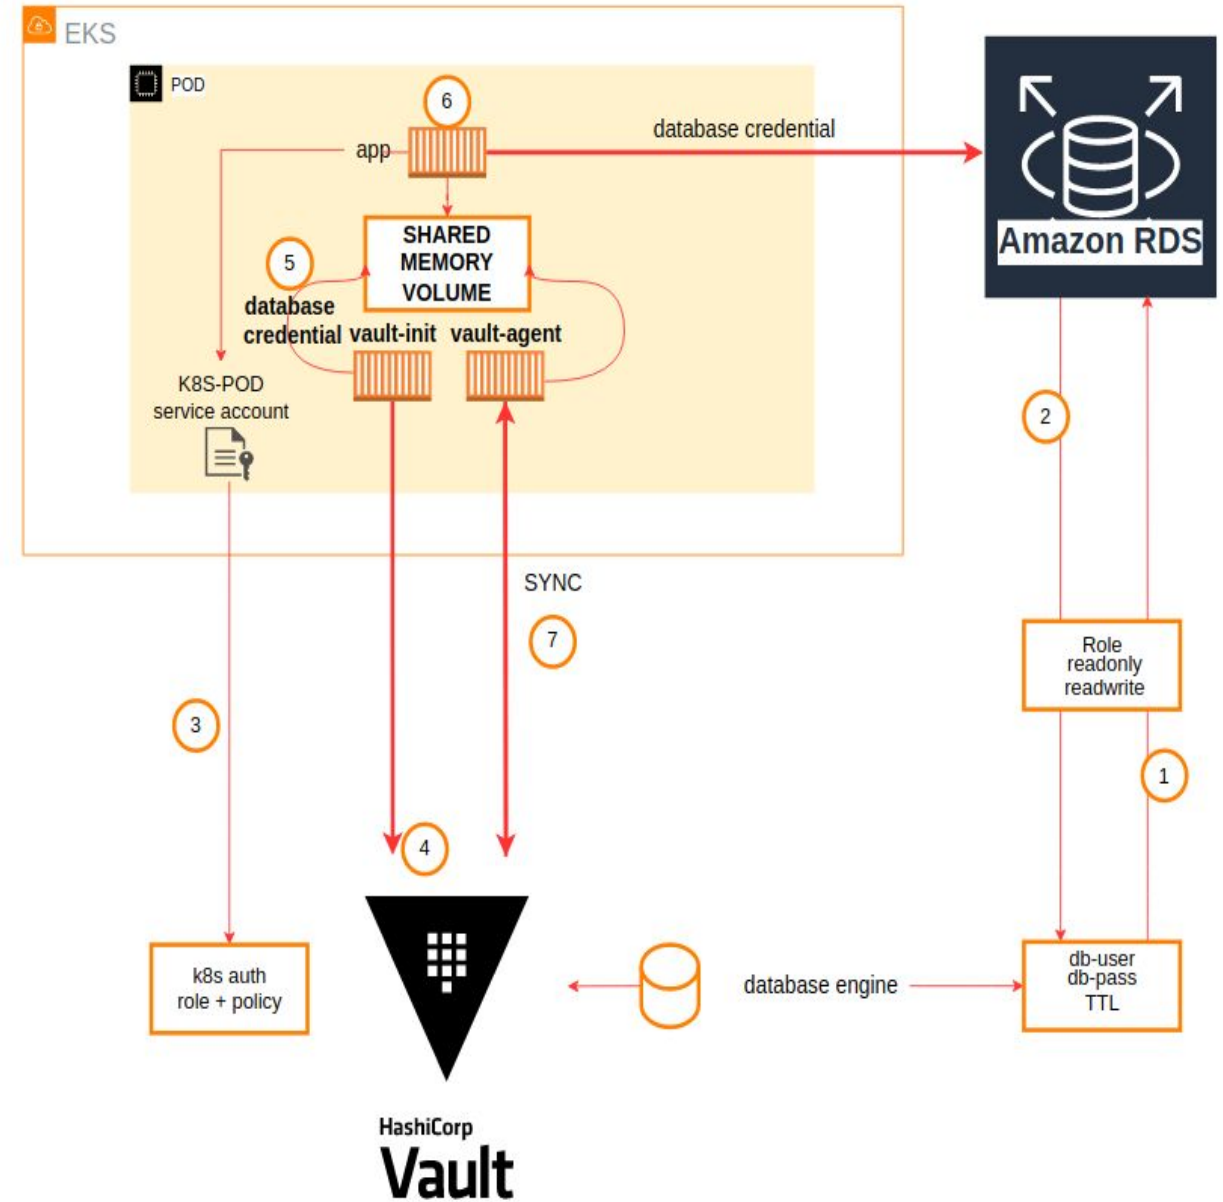 EKS
POD
6
app
database credential
Amazon RDS
SHARED
MEMORY
VOLUME
5
database
credential
vault-init
vault-agent
K8S-POD
service account
2
SYNC
7
Role
readonly
readwrite
3
1
4
k8s auth
role + policy
database engine
db-user
db-pass
TTL
HashiCorp
Vault